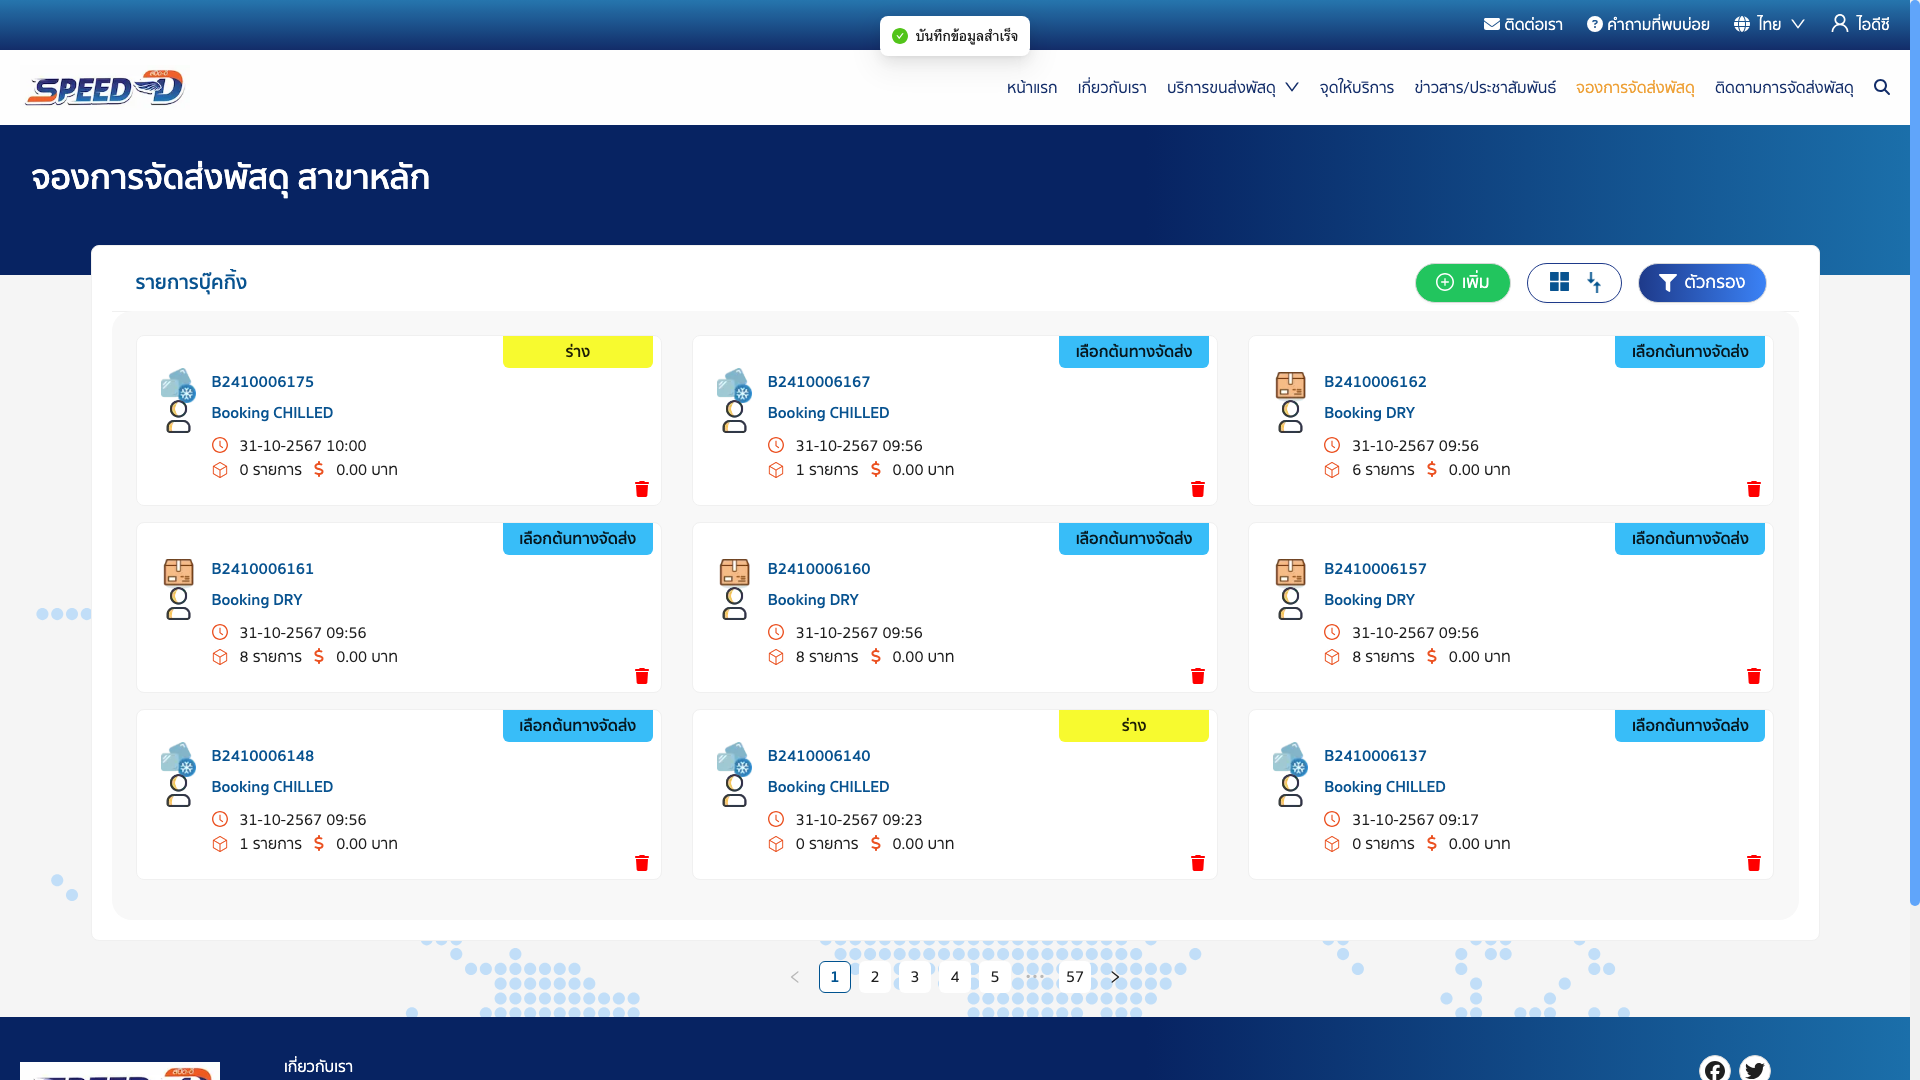 ติดต่อเรา
คำถามที่พบบ่อย
ไทย
ไอดีซี
บันทึกข้อมูลสำเร็จ
SPEED-D
หน้าแรก
เกี่ยวกับเรา
บริการขนส่งพัสดุ
จุดให้บริการ
ข่าวสาร/ประชาสัมพันธ์
จองการจัดส่งพัสดุ
ติดตามการจัดส่งพัสดุ
จองการจัดส่งพัสดุ สาขาหลัก
รายการบุ๊คกิ้ง
เพิ่ม
ตัวกรอง
ร่าง
B2410006175
Booking CHILLED
31-10-2567 10:00
0 รายการ 0.00 บาท
เลือกต้นทางจัดส่ง
B2410006167
Booking CHILLED
31-10-2567 09:56
1 รายการ 0.00 บาท
เลือกต้นทางจัดส่ง
B2410006162
Booking DRY
31-10-2567 09:56
6 รายการ 0.00 บาท
เลือกต้นทางจัดส่ง
B2410006161
Booking DRY
31-10-2567 09:56
8 รายการ 0.00 บาท
เลือกต้นทางจัดส่ง
B2410006160
Booking DRY
31-10-2567 09:56
8 รายการ 0.00 บาท
เลือกต้นทางจัดส่ง
B2410006157
Booking DRY
31-10-2567 09:56
8 รายการ 0.00 บาท
เลือกต้นทางจัดส่ง
B2410006148
Booking CHILLED
31-10-2567 09:56
1 รายการ 0.00 บาท
ร่าง
B2410006140
Booking CHILLED
31-10-2567 09:23
0 รายการ 0.00 บาท
เลือกต้นทางจัดส่ง
B2410006137
Booking CHILLED
31-10-2567 09:17
0 รายการ 0.00 บาท
1 2 3 4 5 ••• 57
เกี่ยวกับเรา